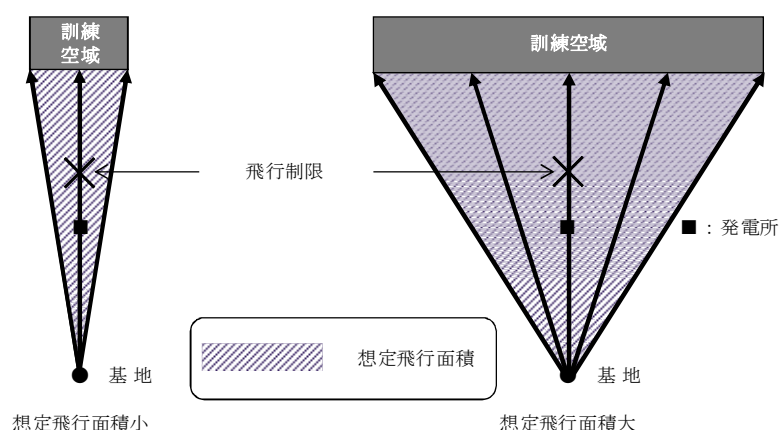 訓練
空域
訓練空域
飛行制限
■：発電所
想定飛行面積
基 地
基 地
想定飛行面積小
想定飛行面積大